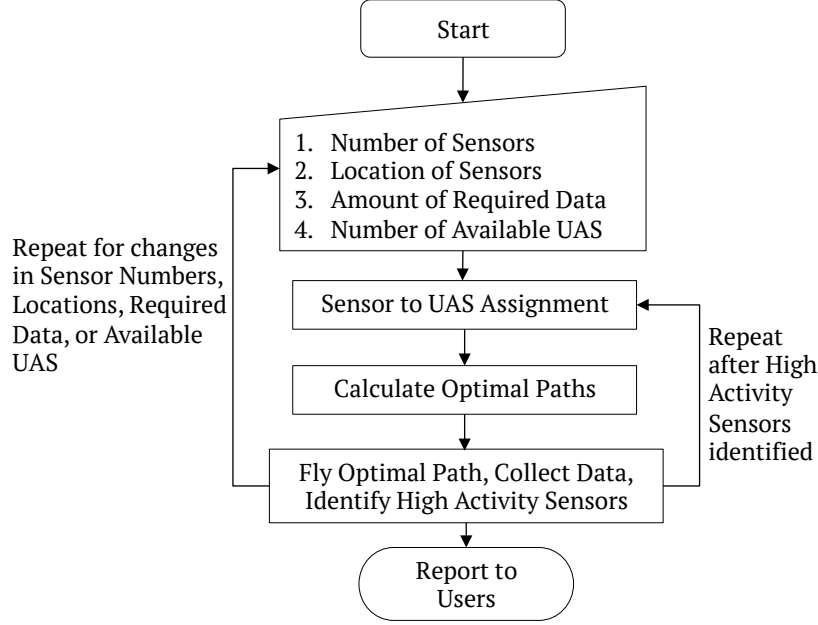 Start
1. Number of Sensors
2. Location of Sensors
3. Amount of Required Data
4. Number of Available UAS
Repeat for changes
in Sensor Numbers,
Locations, Required
Data, or Available
UAS
Sensor to UAS Assignment
Repeat
after High
Activity
Sensors
identified
Calculate Optimal Paths
Fly Optimal Path, Collect Data,
Identify High Activity Sensors
Report to
Users